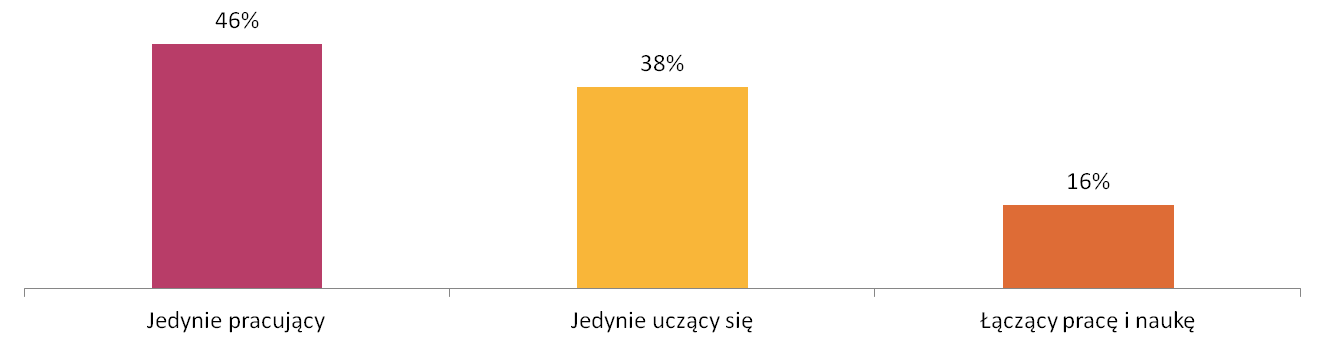 46%
38%
16%
Jedynie pracujący
Jedynie uczący się
Łączący pracę i naukę